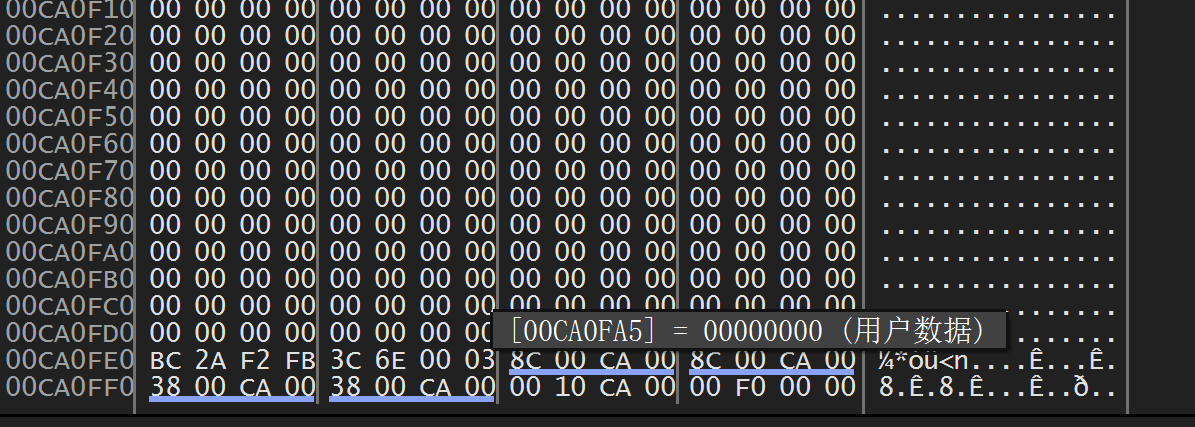 00CA0F10 00 00 00 00 00 00 00 00 00 00 00 00 00 00 00 00 ................
00CA0F20 00 00 00 00 00 00 00 00 00 00 00 00 00 00 00 00 ................
00CA0F30 00 00 00 00 00 00 00 00 00 00 00 00 00 00 00 00 ................
00CA0F40 00 00 00 00 00 00 00 00 00 00 00 00 00 00 00 00 ................
00CA0F50 00 00 00 00 00 00 00 00 00 00 00 00 00 00 00 00 ................
00CA0F60 00 00 00 00 00 00 00 00 00 00 00 00 00 00 00 00 ................
00CA0F70 00 00 00 00 00 00 00 00 00 00 00 00 00 00 00 00 ................
00CA0F80 00 00 00 00 00 00 00 00 00 00 00 00 00 00 00 00 ................
00CA0F90 00 00 00 00 00 00 00 00 00 00 00 00 00 00 00 00 ................
00CA0FA0 00 00 00 00 00 00 00 00 00 00 00 00 00 00 00 00 ................
00CA0FB0 00 00 00 00 00 00 00 00 00 00 00 00 00 00 00 00 ................
00CA0FC0 00 00 00 00 00 00 00 00 00 00 00 00 00 00 00 00
00CA0FD0 00 00 00 00 00 00 00 00
[00CA0FA5] = 00000000 (用户数据)
00CA0FE0 BC 2A F2 FB 3C 6E 00 03 8C 00 CA 00 8C 00 CA 00 ¼*òû<n....Ê...Ê.
00CA0FF0 38 00 CA 00 38 00 CA 00 00 10 CA 00 00 F0 00 00 8.Ê.8.Ê...Ê..ð..